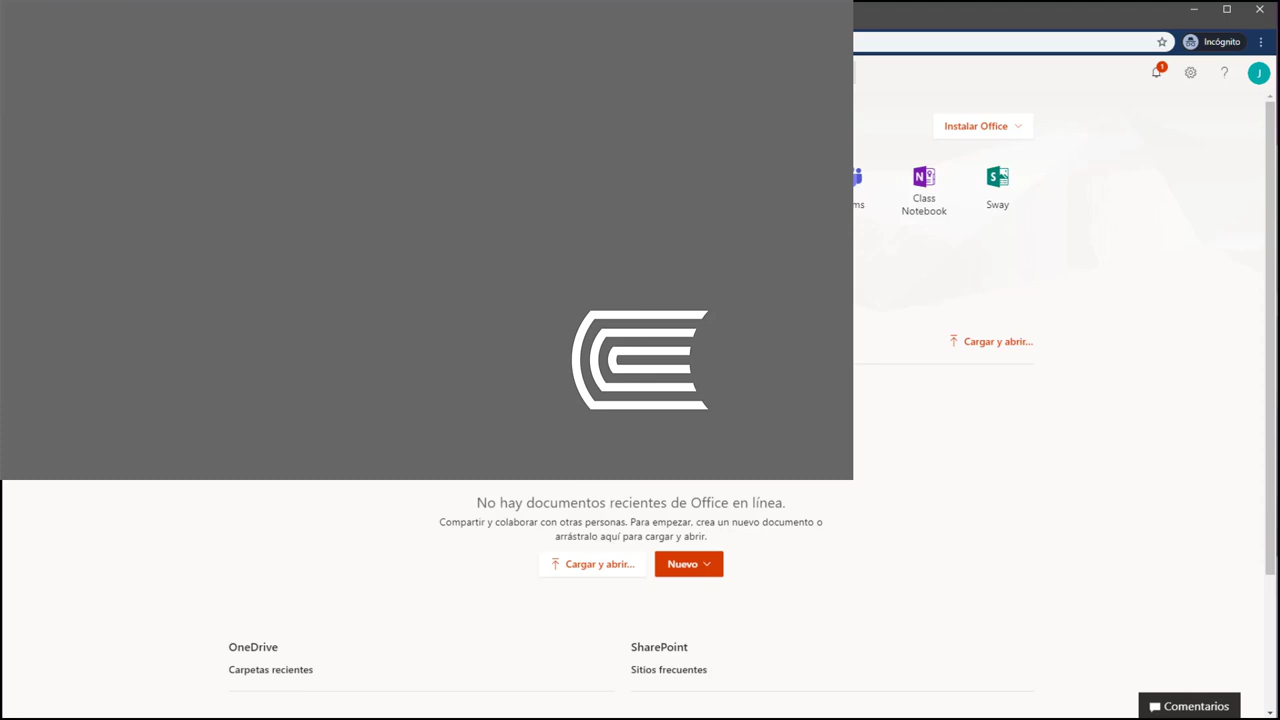 Incógnito
1
J
Instalar Office
ms
Class
Notebook
Sway
Cargar y abrir...
No hay documentos recientes de Office en línea.
Compartir y colaborar con otras personas. Para empezar, crea un nuevo documento o
arrástralo aquí para cargar y abrir.
Cargar y abrir...
Nuevo
OneDrive
SharePoint
Carpetas recientes
Sitios frecuentes
Comentarios